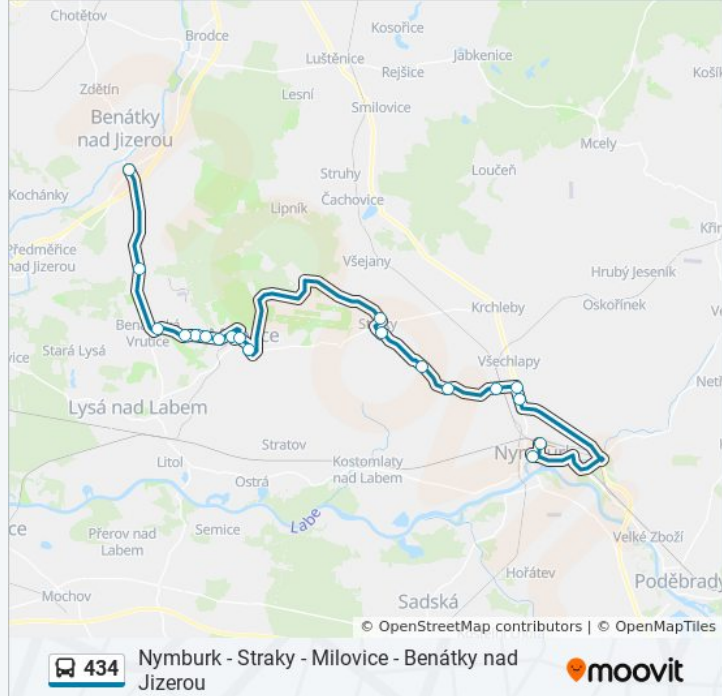 Chotětov
Brodce
Kosořice
Luštěnice
Jabkenice
Rejšice
Zdětín
Lesní
Smilovice
Benátky
nad Jizerou
Mcely
Struhy
Loučeň
Kochánky
Čachovice
Lipník
Předměřice
nad Jizerou
Všejany
Hrubý Jeseník
Krchleby
Oskořínek
Vrutice
Stará Lysá
Všechlapy
Lysá nad Labem
Stratov
Litol
Kostomlaty
nad Labem
Ostrá
Labe
Přerov nad
Labem
Semice
Velké Zboží
Hořátev
Poděbrady
Mochov
Sadská
© OpenStreetMap contributors | © OpenMapTiles
434
Nymburk - Straky - Milovice - Benátky nad
Jizerou
moovit